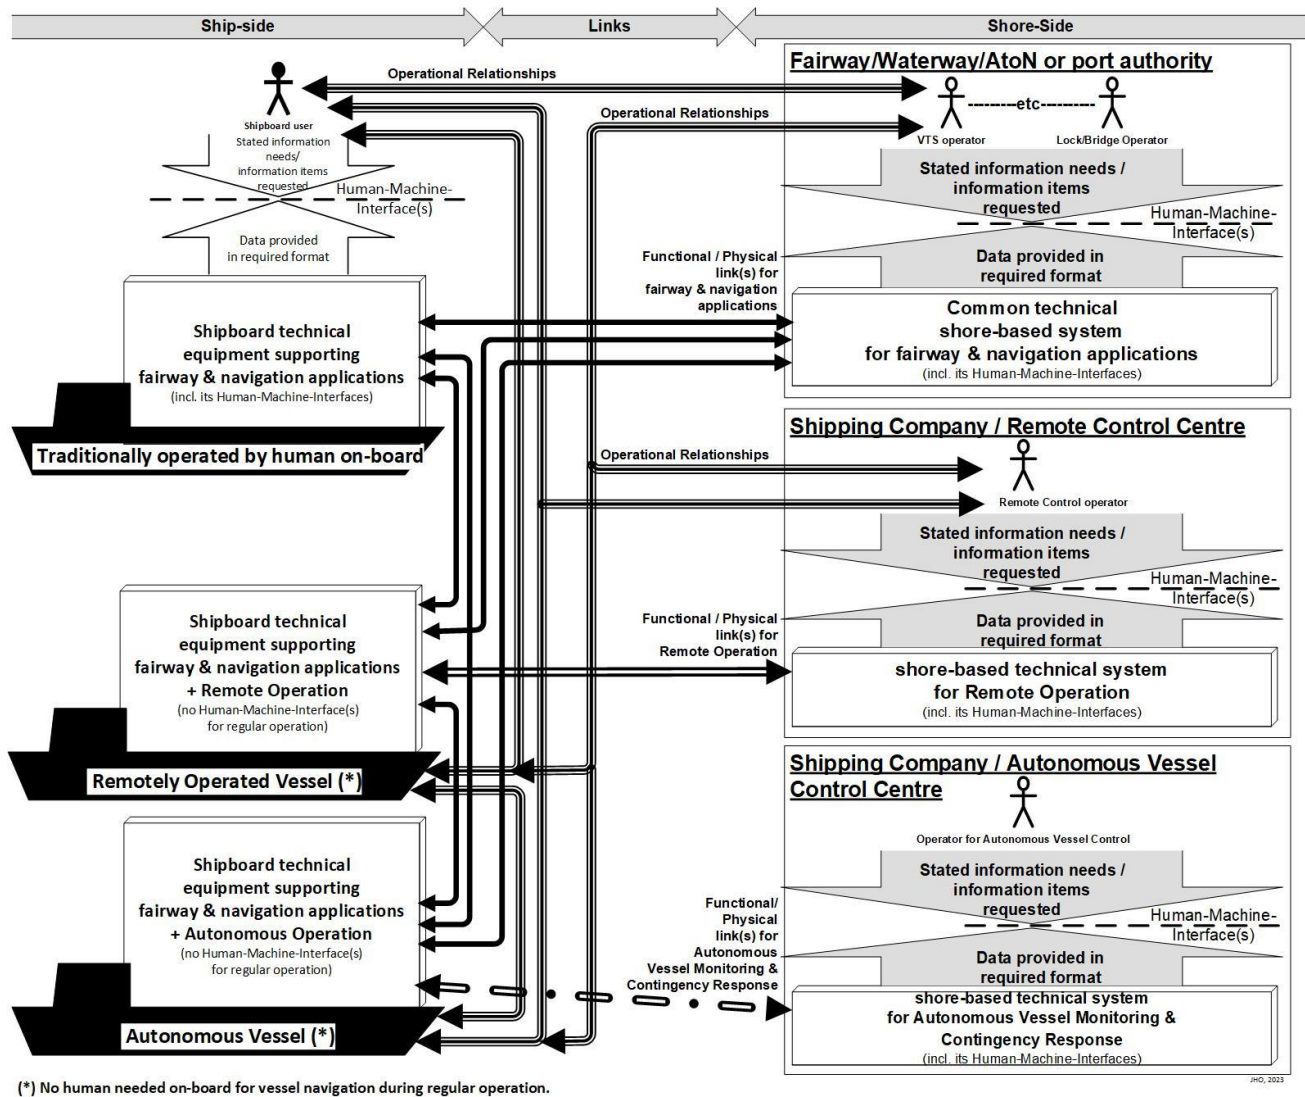 Ship-side
Links
Shore-Side
Operational Relationships
Shipboard user
Stated information
needs/
information items
requested
Human-Machine-
Interface(s)
Data provided
in required format
Shipboard technical
equipment supporting
fairway & navigation applications
(incl. its Human-Machine-Interfaces)
Traditionally operated by human on-board
Operational Relationships
Functional / Physical
link(s) for
fairway & navigation
applications
Fairway/Waterway/AtoN or port authority
---------etc----------
VTS operator
Lock/Bridge Operator
Stated information needs /
information items
requested
Human-Machine-
Interface(s)
Data provided in
required format
Common technical
shore-based system
for fairway & navigation applications
(incl. its Human-Machine-Interfaces)
Shipping Company / Remote Control Centre
Operational Relationships
Remote Control operator
Stated information needs /
information items
requested
Human-Machine-
Interface(s)
Data provided in
required format
shore-based technical system
for Remote Operation
(incl. its Human-Machine-Interfaces)
Functional / Physical
link(s) for
Remote Operation
Shipboard technical
equipment supporting
fairway & navigation applications
+ Remote Operation
(no Human-Machine-Interface(s)
for regular operation)
Remotely Operated Vessel (*)
Shipping Company / Autonomous Vessel
Control Centre
Operator for Autonomous Vessel Control
Stated information needs /
information items
requested
Human-Machine-
Interface(s)
Data provided in
required format
shore-based technical system
for Autonomous Vessel Monitoring &
Contingency Response
(incl. its Human-Machine-Interfaces)
Functional/
Physical
link(s) for
Autonomous
Vessel Monitoring &
Contingency Response
Shipboard technical
equipment supporting
fairway & navigation applications
+ Autonomous Operation
(no Human-Machine-Interface(s)
for regular operation)
Autonomous Vessel (*)
(*) No human needed on-board for vessel navigation during regular operation.
JHO, 2023